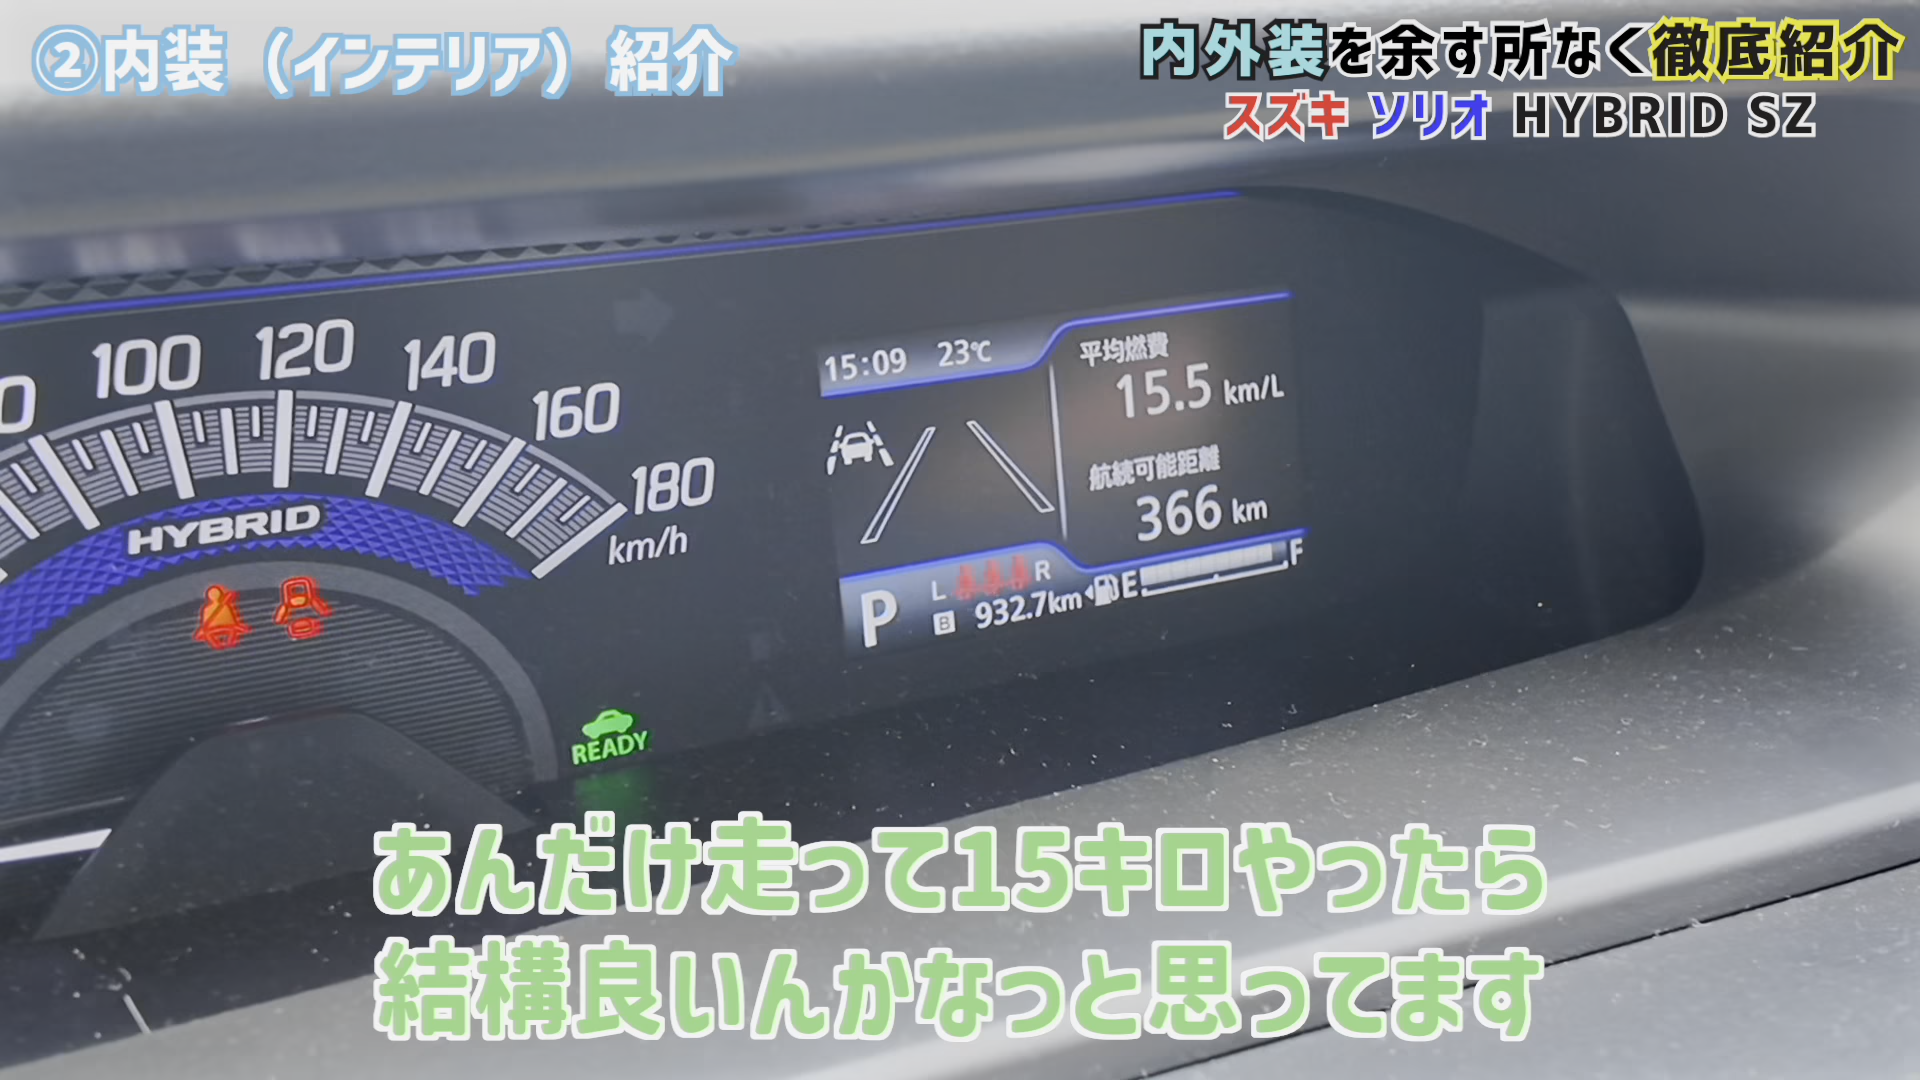 ②内装（インテリア）紹介
内外装を余す所なく徹底紹介
スズキ ソリオ HYBRID SZ
100
120
140
160
180
km/h
HYBRID
READY
15:09 23℃
平均燃費
15.5 km/L
航続可能距離
366 km
P
L R
B 932.7km
E F
あんだけ走って15キロやったら
結構良いんかなっと思ってます